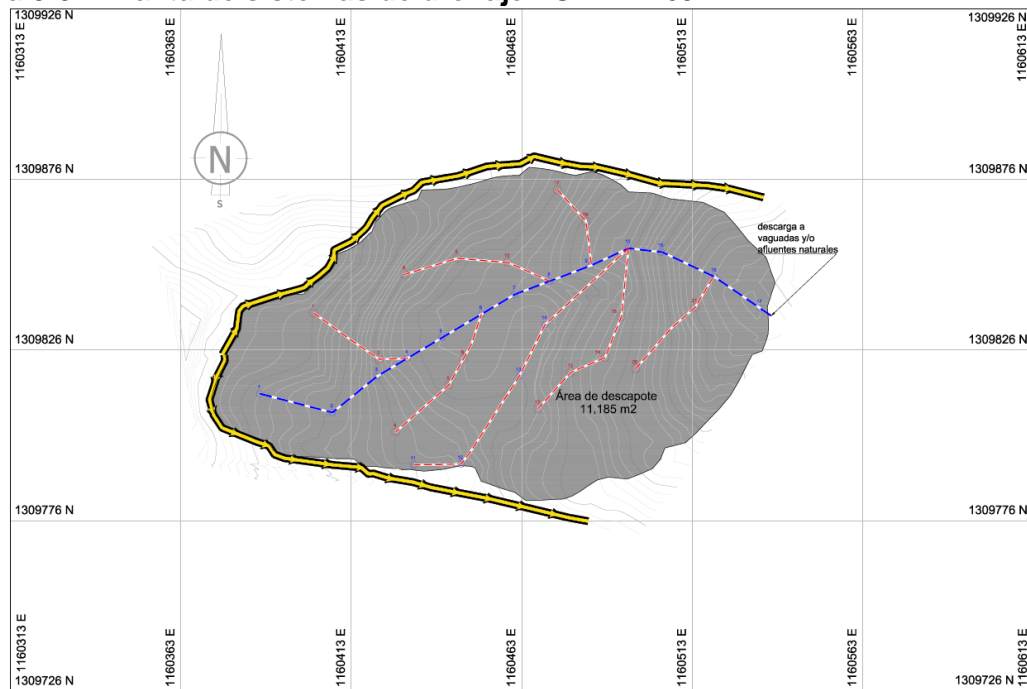 1309926 N
1309926 N
1160313 E
1160363 E
1160413 E
1160463 E
1160513 E
1160563 E
1160613 E
N
S
1309876 N
1309876 N
descarga a
vaguadas y/o
afluentes naturales
1309826 N
1309826 N
Área de descapote
11.185 m2
1309776 N
1309776 N
1160313 E
1160363 E
1160413 E
1160463 E
1160513 E
1160563 E
1160613 E
1309726 N
1309726 N